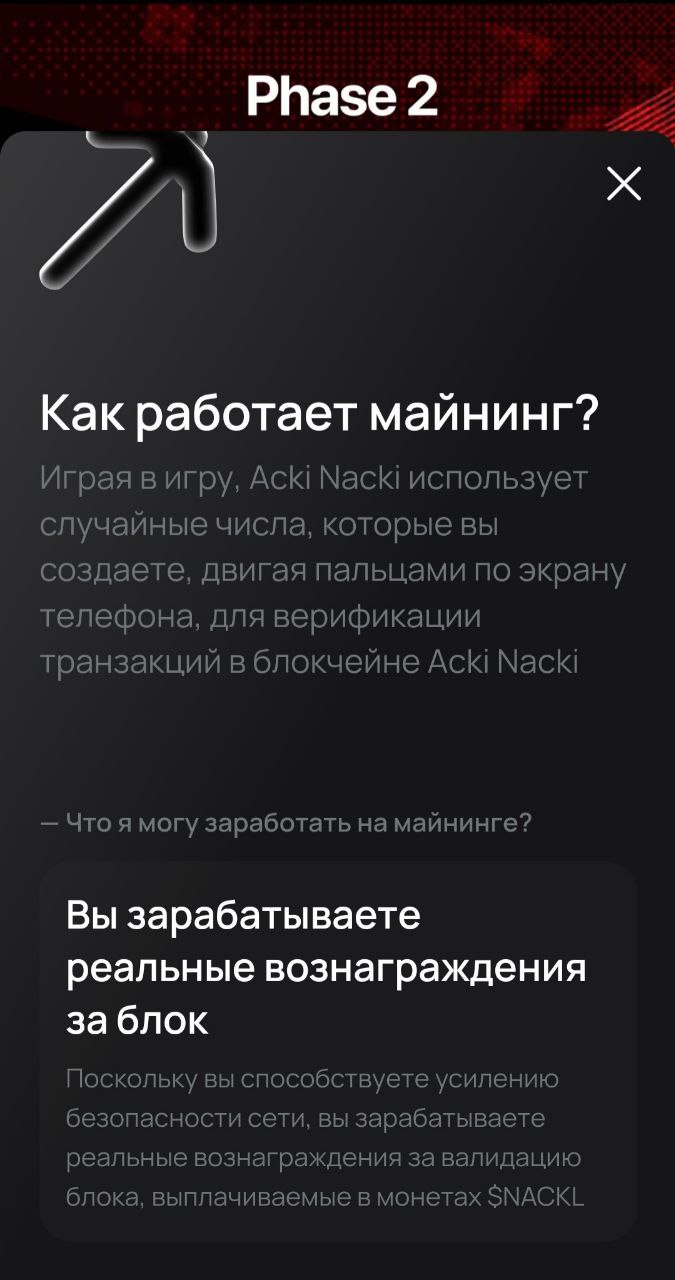 Phase 2
Как работает майнинг?
Играя в игру, Acki Nacki использует
случайные числа, которые вы
создаете, двигая пальцами по экрану
телефона, для верификации
транзакций в блокчейне Acki Nacki
— Что я могу заработать на майнинге?
Вы зарабатываете
реальные вознаграждения
за блок
Поскольку вы способствуете усилению
безопасности сети, вы зарабатываете
реальные вознаграждения за валидацию
блока, выплачиваемые в монетах $NACKL